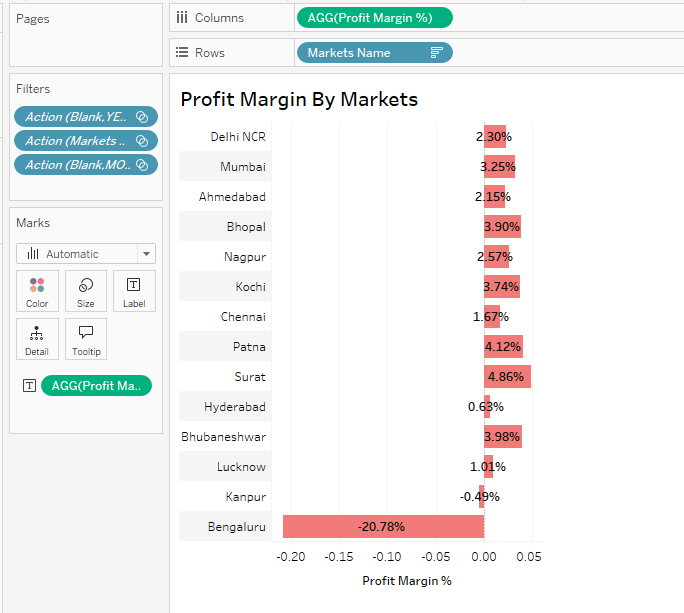 Pages
Columns
AGG(Profit Margin %)
Rows
Markets Name
Filters
Action (Blank,YE..
Action (Markets ..
Action (Blank,MO..
Marks
Automatic
Color
Size
Label
Detail
Tooltip
AGG(Profit Ma..
Profit Margin By Markets
Delhi NCR 2.30%
Mumbai 3.25%
Ahmedabad 2.15%
Bhopal 3.90%
Nagpur 2.57%
Kochi 3.74%
Chennai 1.67%
Patna 4.12%
Surat 4.86%
Hyderabad 0.63%
Bhubaneshwar 3.98%
Lucknow 1.01%
Kanpur -0.49%
Bengaluru -20.78%
-0.20 -0.15 -0.10 -0.05 0.00 0.05
Profit Margin %